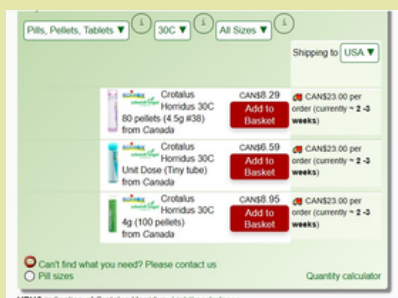 Pills, Pellets, Tablets ▼ i 30C ▼ i All Sizes ▼ i
Shipping to USA ▼
Crotalus
Horridus 30C
80 pellets (4.5g #38)
from Canada
CAN$8.29
Add to
Basket
CAN$23.00 per
order (currently ~ 2 -3
weeks)
Crotalus
Horridus 30C
Unit Dose (Tiny tube)
from Canada
CAN$6.59
Add to
Basket
CAN$23.00 per
order (currently ~ 2 -3
weeks)
Crotalus
Horridus 30C
4g (100 pellets)
from Canada
CAN$8.95
Add to
Basket
CAN$23.00 per
order (currently ~ 2 -3
weeks)
Can't find what you need? Please contact us
Pill sizes
Quantity calculator